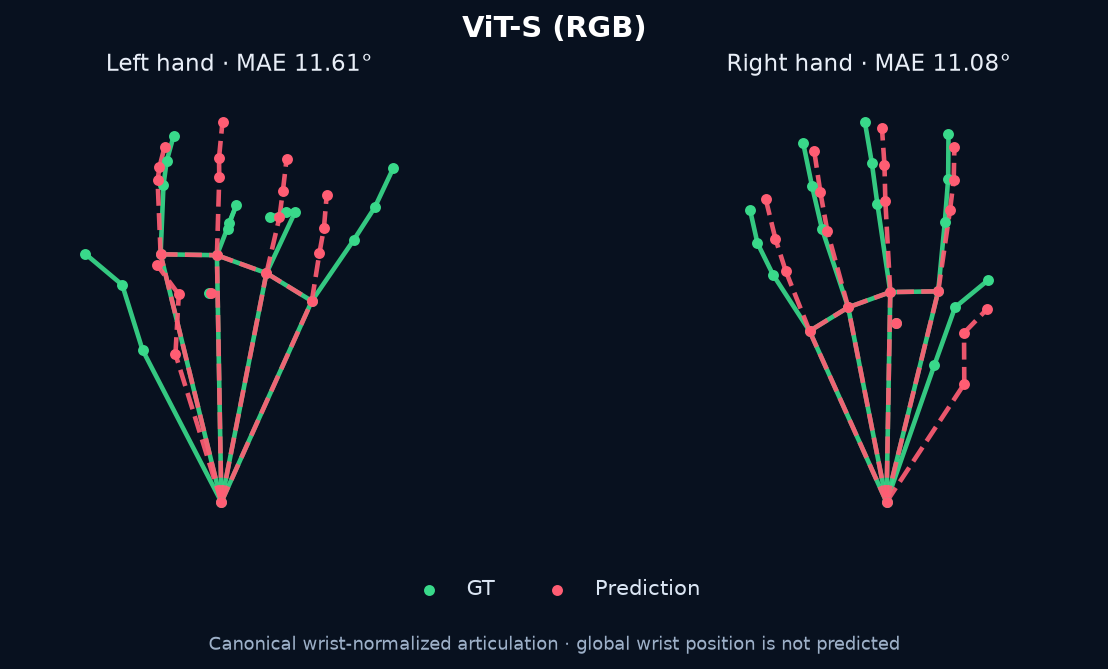 ViT-S (RGB)
Left hand · MAE 11.61°
Right hand · MAE 11.08°
GT
Prediction
Canonical wrist-normalized articulation · global wrist position is not predicted